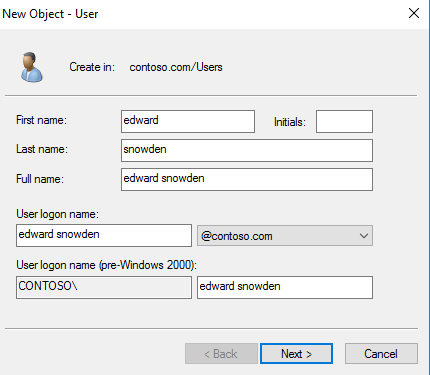 New Object - User
Create in: contoso.com/Users
First name: edward Initials:
Last name: snowden
Full name: edward snowden
User logon name:
edward snowden @contoso.com
User logon name (pre-Windows 2000):
CONTOSO\ edward snowden
< Back Next > Cancel